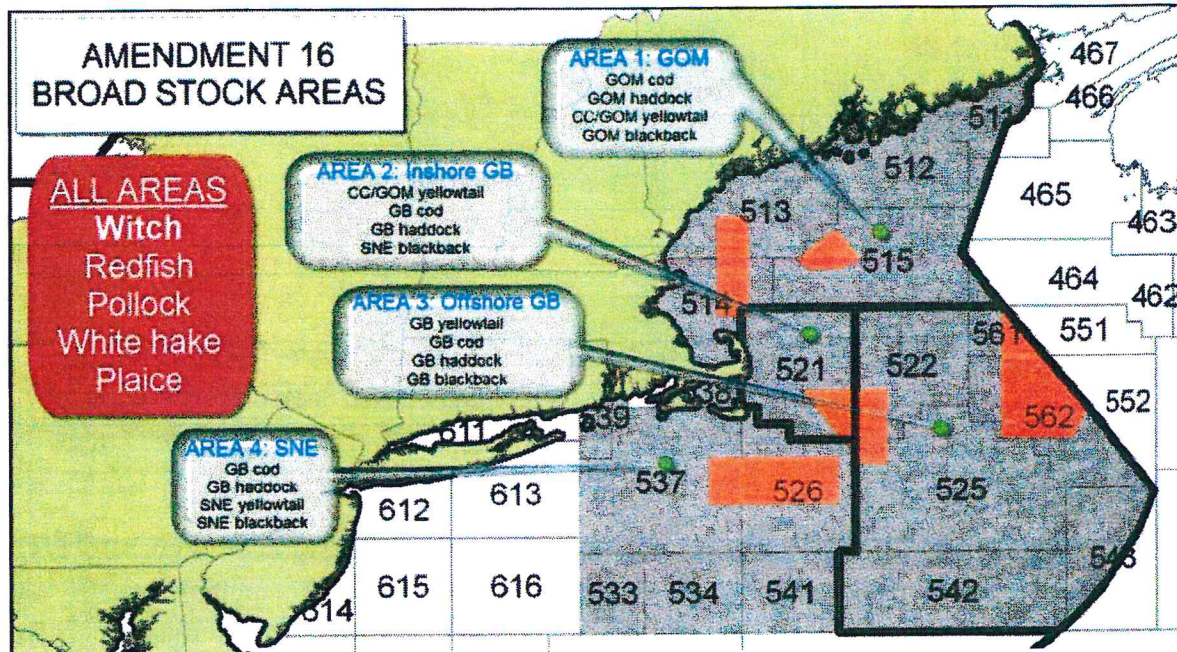 AMENDMENT 16
BROAD STOCK AREAS
ALL AREAS
Witch
Redfish
Pollock
White hake
Plaice
AREA 1: GOM
GOM cod
GOM haddock
CC/GOM yellowtail
GOM blackback
AREA 2: Inshore GB
CC/GOM yellowtail
GB cod
GB haddock
SNE blackback
AREA 3: Offshore GB
GB yellowtail
GB cod
GB haddock
GB blackback
AREA 4: SNE
GB cod
GB haddock
SNE yellowtail
SNE blackback
467
466
511
512
465
463
513
515
464
462
514
551
561
521
522
552
562
539
538
611
537
526
525
613
612
543
615
616
533
534
541
542
614